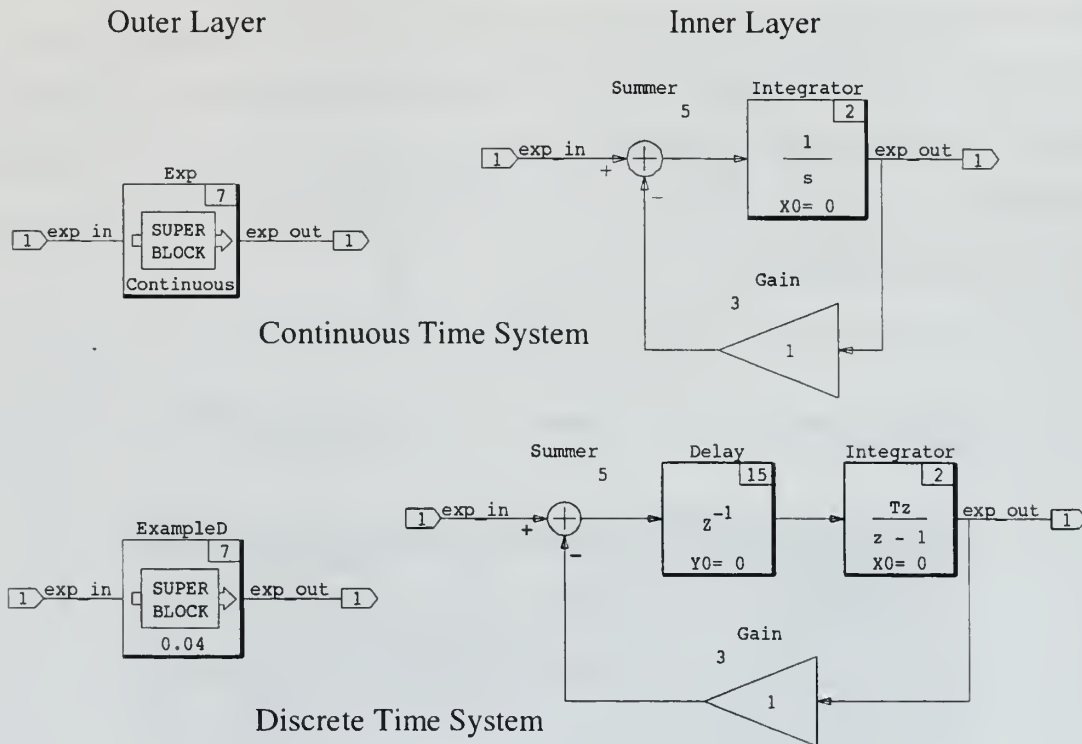 Outer Layer
Inner Layer
Summer
5
Integrator
2
1
exp_in
+
-
1
s
X0= 0
exp_out
1
Exp
7
1
exp_in
SUPER
BLOCK
Continuous
exp_out
1
Gain
3
1
Continuous Time System
Summer
5
Delay
15
Integrator
2
1
exp_in
+
-
z-1
Y0= 0
Tz
z - 1
X0= 0
exp_out
1
ExampleD
7
1
exp_in
SUPER
BLOCK
0.04
exp_out
1
Gain
3
1
Discrete Time System